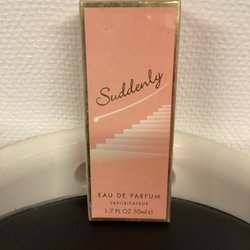 Suddenly
EAU DE PARFUM
VAPORISATEUR
1.7 FL OZ 50ml e